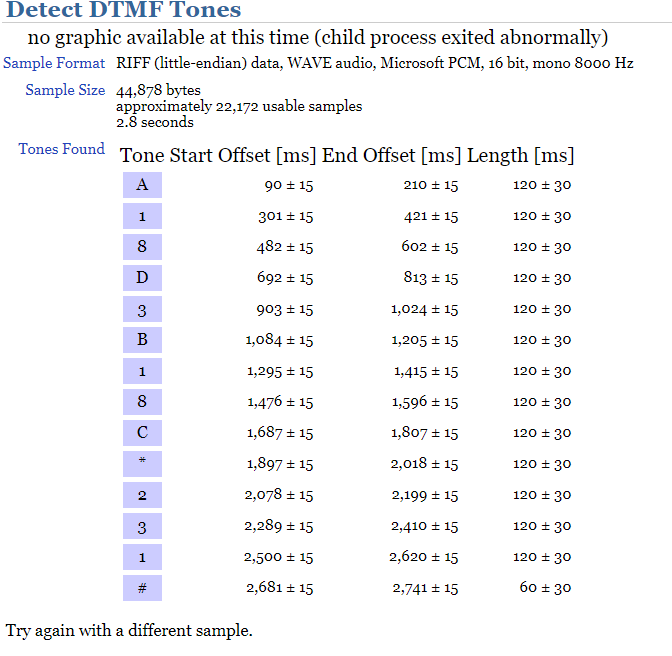 Detect DTMF Tones
no graphic available at this time (child process exited abnormally)
Sample Format RIFF (little-endian) data, WAVE audio, Microsoft PCM, 16 bit, mono 8000 Hz
Sample Size 44,878 bytes
approximately 22,172 usable samples
2.8 seconds
Tones Found Tone Start Offset [ms] End Offset [ms] Length [ms]
A 90 ± 15 210 ± 15 120 ± 30
1 301 ± 15 421 ± 15 120 ± 30
8 482 ± 15 602 ± 15 120 ± 30
D 692 ± 15 813 ± 15 120 ± 30
3 903 ± 15 1,024 ± 15 120 ± 30
B 1,084 ± 15 1,205 ± 15 120 ± 30
1 1,295 ± 15 1,415 ± 15 120 ± 30
8 1,476 ± 15 1,596 ± 15 120 ± 30
C 1,687 ± 15 1,807 ± 15 120 ± 30
* 1,897 ± 15 2,018 ± 15 120 ± 30
2 2,078 ± 15 2,199 ± 15 120 ± 30
3 2,289 ± 15 2,410 ± 15 120 ± 30
1 2,500 ± 15 2,620 ± 15 120 ± 30
# 2,681 ± 15 2,741 ± 15 60 ± 30
Try again with a different sample.